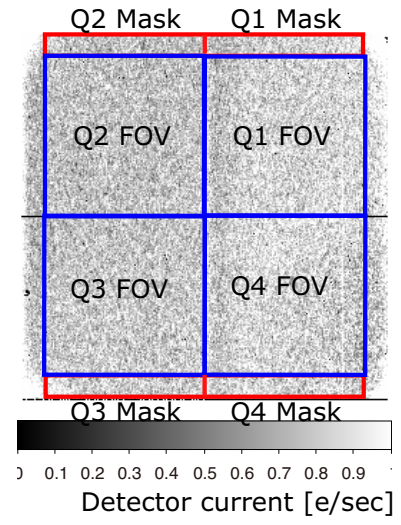 Q2 Mask Q1 Mask
Q2 FOV Q1 FOV
Q3 FOV Q4 FOV
Q3 Mask Q4 Mask
0.1 0.2 0.3 0.4 0.5 0.6 0.7 0.8 0.9
Detector current [e/sec]